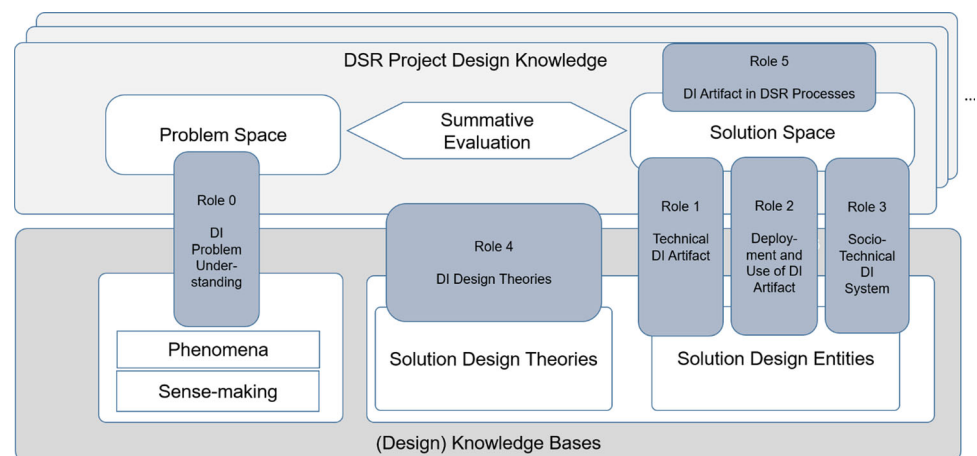 DSR Project Design Knowledge
Role 5
DI Artifact in DSR Processes
...
Problem Space
Summative
Evaluation
Solution Space
Role 0
DI
Problem
Under-
standing
Role 4
DI Design Theories
Role 1
Technical
DI Artifact
Role 2
Deploy-
ment and
Use of DI
Artifact
Role 3
Socio-
Technical
DI
System
Phenomena
Sense-making
Solution Design Theories
Solution Design Entities
(Design) Knowledge Bases